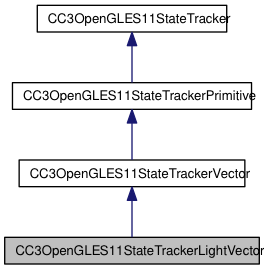 CC3OpenGLES11StateTracker
CC3OpenGLES11StateTrackerPrimitive
CC3OpenGLES11StateTrackerVector
CC3OpenGLES11StateTrackerLightVector